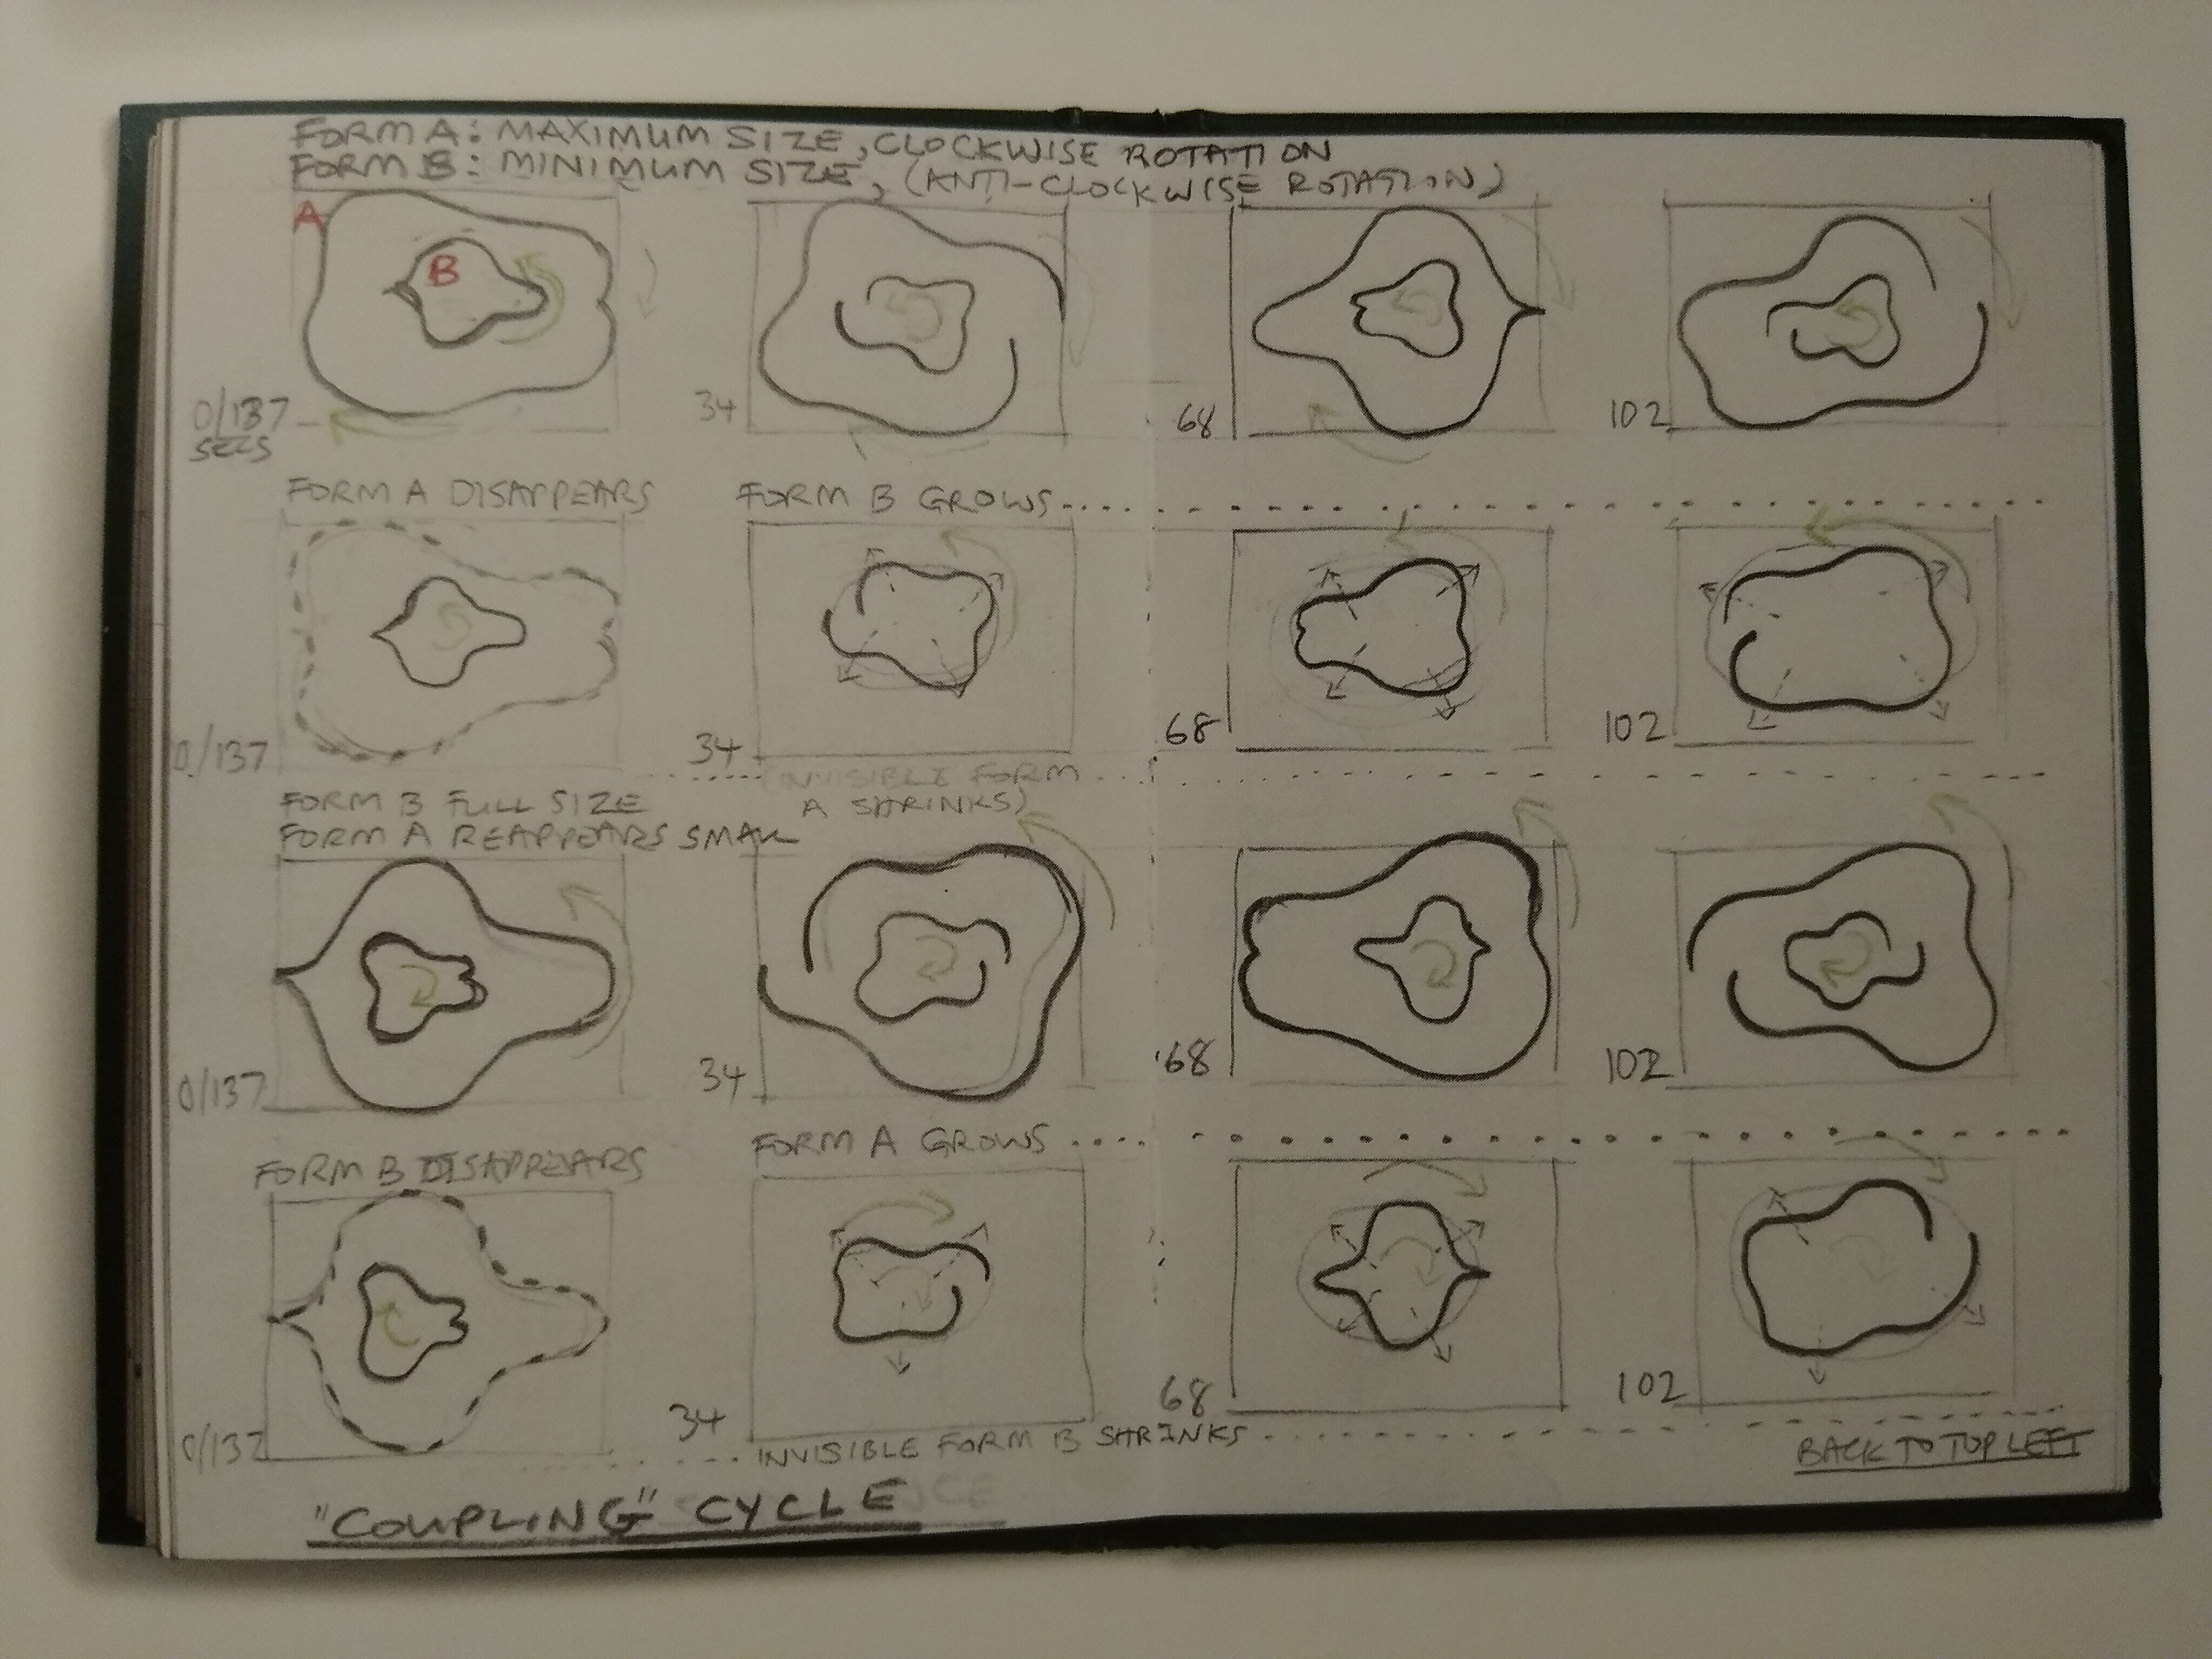 FORM A: MAXIMUM SIZE, CLOCKWISE ROTATION
FORM B: MINIMUM SIZE, (ANTI-CLOCKWISE ROTATION)
A
B
0/137
SECS
34
68
102
FORM A DISAPPEARS
FORM B GROWS....
0/137
34
68
102
(INVISIBLE FORM
A SHRINKS)
FORM B FULL SIZE
FORM A REAPPEARS SMALL
0/137
34
68
102
FORM B DISAPPEARS
FORM A GROWS ....
0/137
34
68
102
INVISIBLE FORM B SHRINKS
BACK TO TOP LEFT
"COUPLING" CYCLE